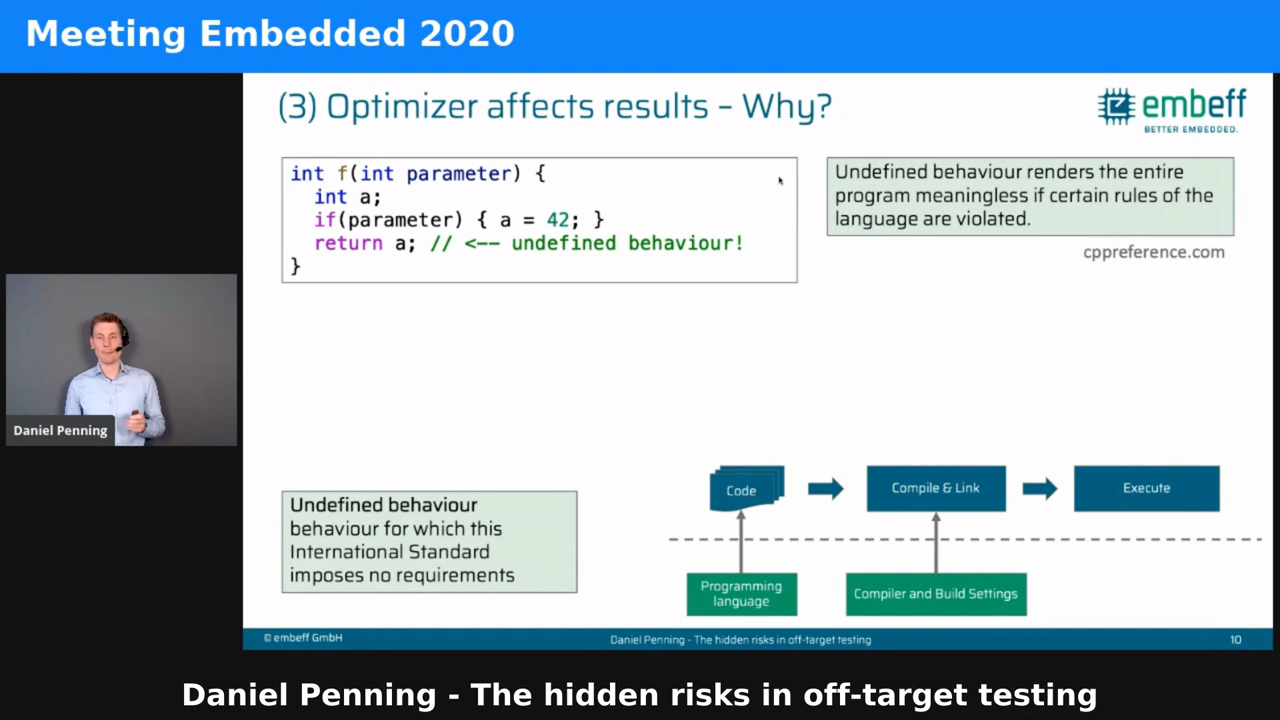 Meeting Embedded 2020
(3) Optimizer affects results – Why?
embeff
BETTER EMBEDDED.
int f(int parameter) {
  int a;
  if(parameter) { a = 42; }
  return a; // <-- undefined behaviour!
}
Undefined behaviour renders the entire
program meaningless if certain rules of the
language are violated.
cppreference.com
Daniel Penning
Undefined behaviour
behaviour for which this
International Standard
imposes no requirements
Code
Compile & Link
Execute
Programming
language
Compiler and Build Settings
© embeff GmbH
Daniel Penning - The hidden risks in off-target testing
10
Daniel Penning - The hidden risks in off-target testing